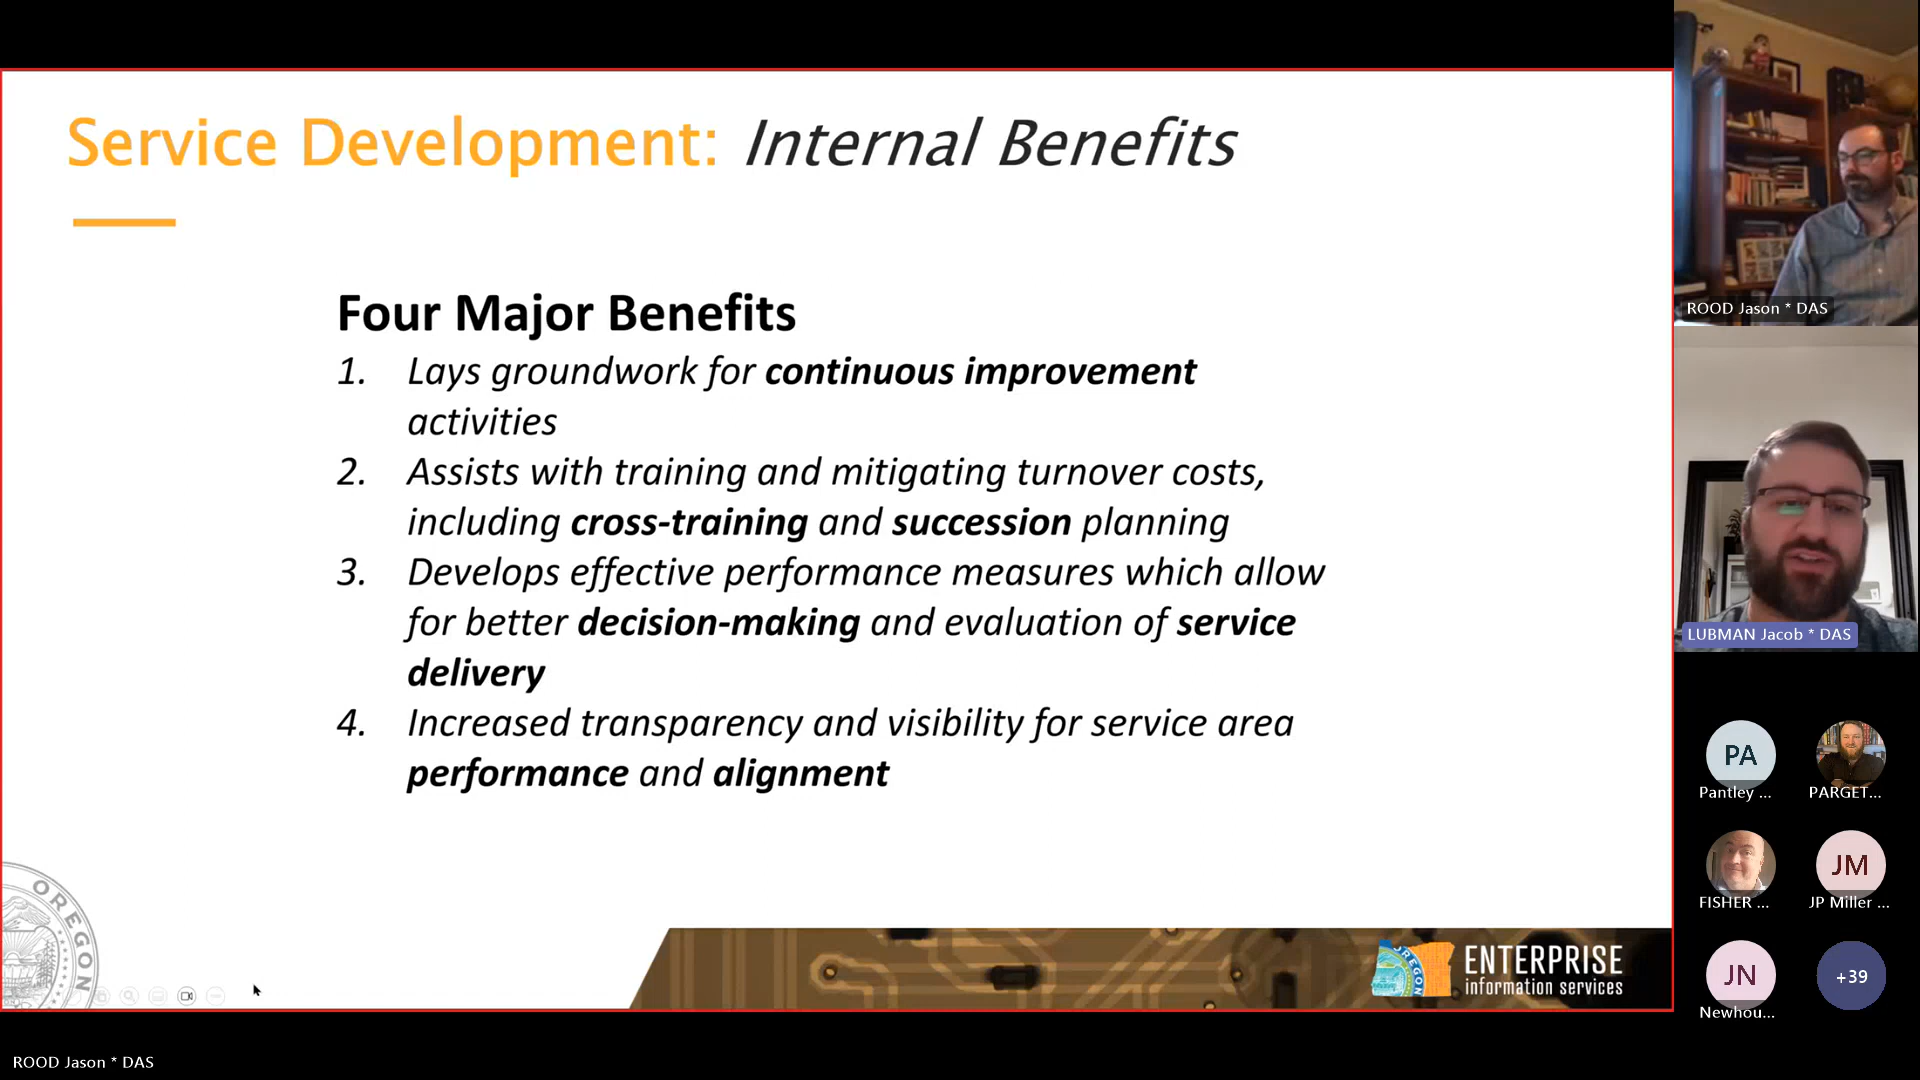 Service Development: Internal Benefits
Four Major Benefits
1. Lays groundwork for continuous improvement
activities
2. Assists with training and mitigating turnover costs,
including cross-training and succession planning
3. Develops effective performance measures which allow
for better decision-making and evaluation of service
delivery
4. Increased transparency and visibility for service area
performance and alignment
OREGON
OREGON
ENTERPRISE
information services
ROOD Jason * DAS
ROOD Jason * DAS
LUBMAN Jacob * DAS
PA
Pantley ...
PARGET...
FISHER ...
JM
JP Miller ...
JN
Newhou...
+39